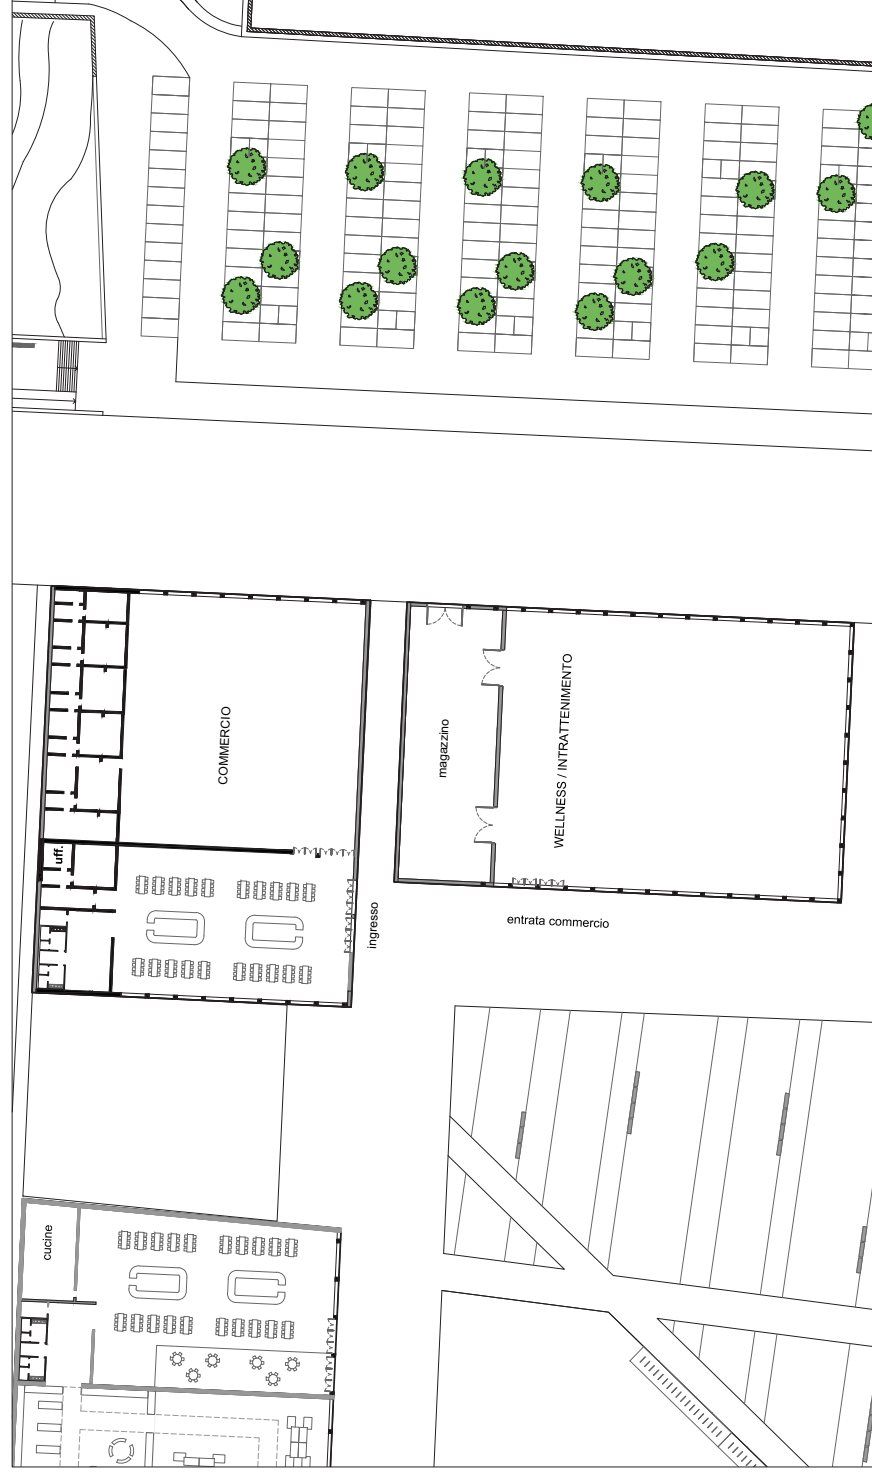 COMMERCIO
magazzino
WELLNESS / INTRATTENIMENTO
uff.
ingresso
entrata commercio
cucine